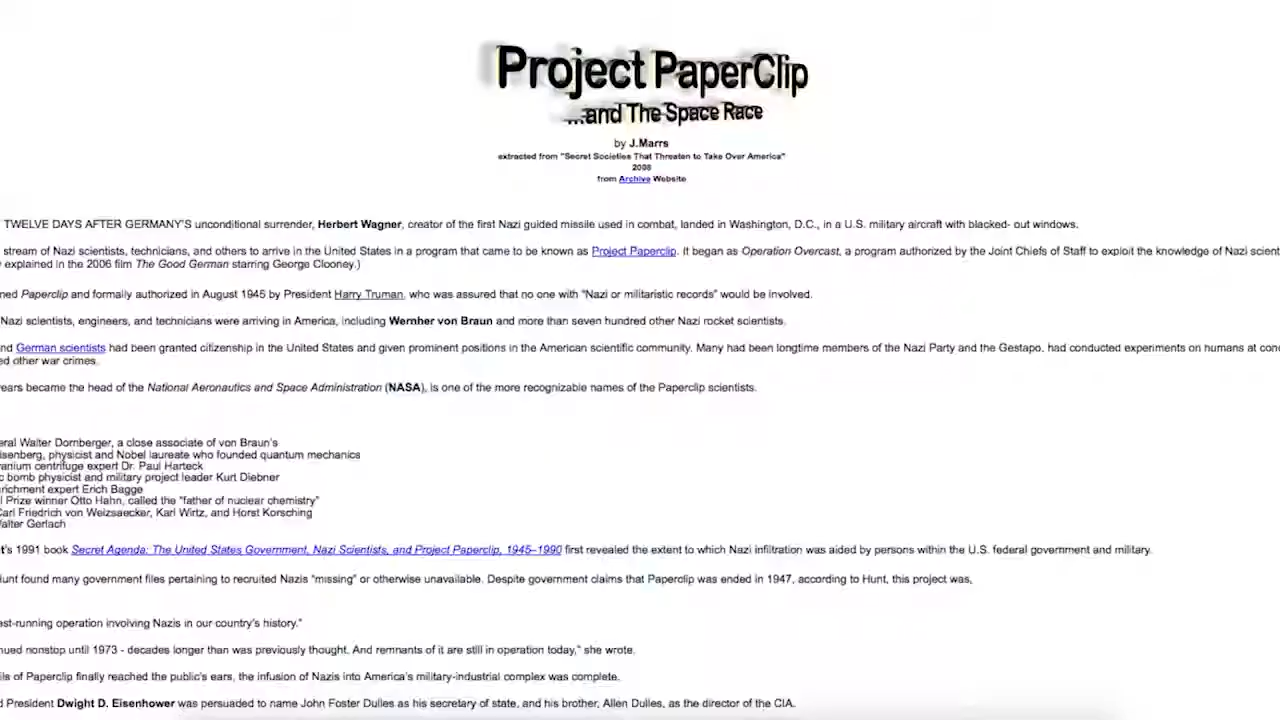 Project PaperClip
...and The Space Race
by J.Marrs
extracted from "Secret Societies That Threaten to Take Over America"
2008
from Archive Website
TWELVE DAYS AFTER GERMANY'S unconditional surrender, Herbert Wagner, creator of the first Nazi guided missile used in combat, landed in Washington, D.C., in a U.S. military aircraft with blacked- out windows.
stream of Nazi scientists, technicians, and others to arrive in the United States in a program that came to be known as Project Paperclip. It began as Operation Overcast, a program authorized by the Joint Chiefs of Staff to exploit the knowledge of Nazi scient
explained in the 2006 film The Good German starring George Clooney.)
med Paperclip and formally authorized in August 1945 by President Harry Truman, who was assured that no one with "Nazi or militaristic records" would be involved.
Nazi scientists, engineers, and technicians were arriving in America, including Wernher von Braun and more than seven hundred other Nazi rocket scientists.
nd German scientists had been granted citizenship in the United States and given prominent positions in the American scientific community. Many had been longtime members of the Nazi Party and the Gestapo, had conducted experiments on humans at con
ed other war crimes.
ears became the head of the National Aeronautics and Space Administration (NASA), is one of the more recognizable names of the Paperclip scientists.
eral Walter Dornberger, a close associate of von Braun's
isenberg, physicist and Nobel laureate who founded quantum mechanics
ranium centrifuge expert Dr. Paul Harteck
c bomb physicist and military project leader Kurt Diebner
richment expert Erich Bagge
l Prize winner Otto Hahn, called the "father of nuclear chemistry"
Carl Friedrich von Weizsaecker, Karl Wirtz, and Horst Korsching
Walter Gerlach
t's 1991 book Secret Agenda: The United States Government, Nazi Scientists, and Project Paperclip, 1945–1990 first revealed the extent to which Nazi infiltration was aided by persons within the U.S. federal government and military.
Hunt found many government files pertaining to recruited Nazis "missing" or otherwise unavailable. Despite government claims that Paperclip was ended in 1947, according to Hunt, this project was,
est-running operation involving Nazis in our country's history."
nued nonstop until 1973 - decades longer than was previously thought. And remnants of it are still in operation today," she wrote.
ils of Paperclip finally reached the public's ears, the infusion of Nazis into America's military-industrial complex was complete.
d President Dwight D. Eisenhower was persuaded to name John Foster Dulles as his secretary of state, and his brother, Allen Dulles, as the director of the CIA.